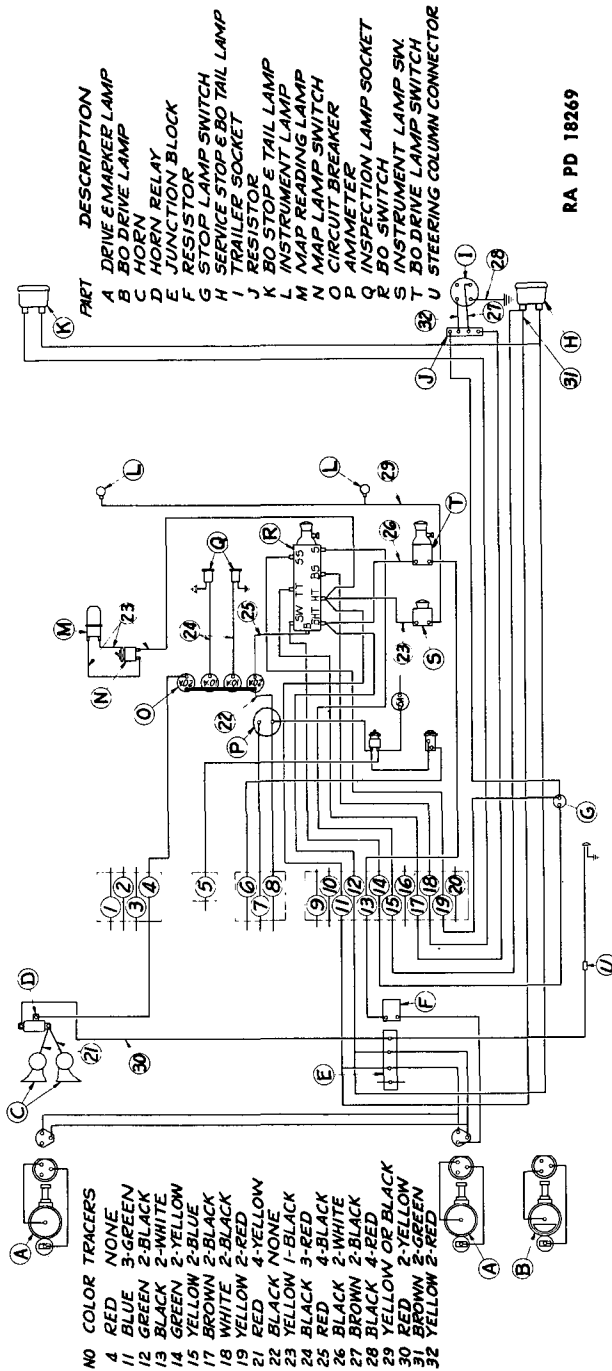 PART DESCRIPTION
A DRIVE & MARKER LAMP
B BO DRIVE LAMP
C HORN
D HORN RELAY
E JUNCTION BLOCK
F RESISTOR
G STOP LAMP SWITCH
H SERVICE STOP & BO TAIL LAMP
I TRAILER SOCKET
J RESISTOR
K BO STOP & TAIL LAMP
L INSTRUMENT LAMP
M MAP READING LAMP
N MAP LAMP SWITCH
O CIRCUIT BREAKER
P AMMETER
Q INSPECTION LAMP SOCKET
R BO SWITCH
S INSTRUMENT LAMP SW.
T BO DRIVE LAMP SWITCH
U STEERING COLUMN CONNECTOR
RA PD 18269
NO COLOR TRACERS
4 RED NONE
11 BLUE 3-GREEN
12 GREEN 2-BLACK
13 BLACK 2-WHITE
14 GREEN 2-YELLOW
15 YELLOW 2-BLUE
17 BROWN 2-BLACK
18 WHITE 2-BLACK
19 YELLOW 2-RED
21 RED 4-YELLOW
22 BLACK NONE
23 YELLOW 1-BLACK
24 BLACK 3-RED
25 RED 4-BLACK
26 BLACK 2-WHITE
27 BROWN 2-BLACK
28 BLACK 4-RED
29 YELLOW OR BLACK
30 RED 2-YELLOW
31 BROWN 2-GREEN
32 YELLOW 2-RED
A
A
B
C
D
21
30
E
F
U
G
1
2
3
4
5
6
7
8
9
10
11
12
13
14
15
16
17
18
19
20
M
23
N
O
P
22
24
25
Q
R
SW
TT
SS
B
BHT
HT
BS
S
23
S
26
T
L
L
29
K
J
32
27
I
28
31
H